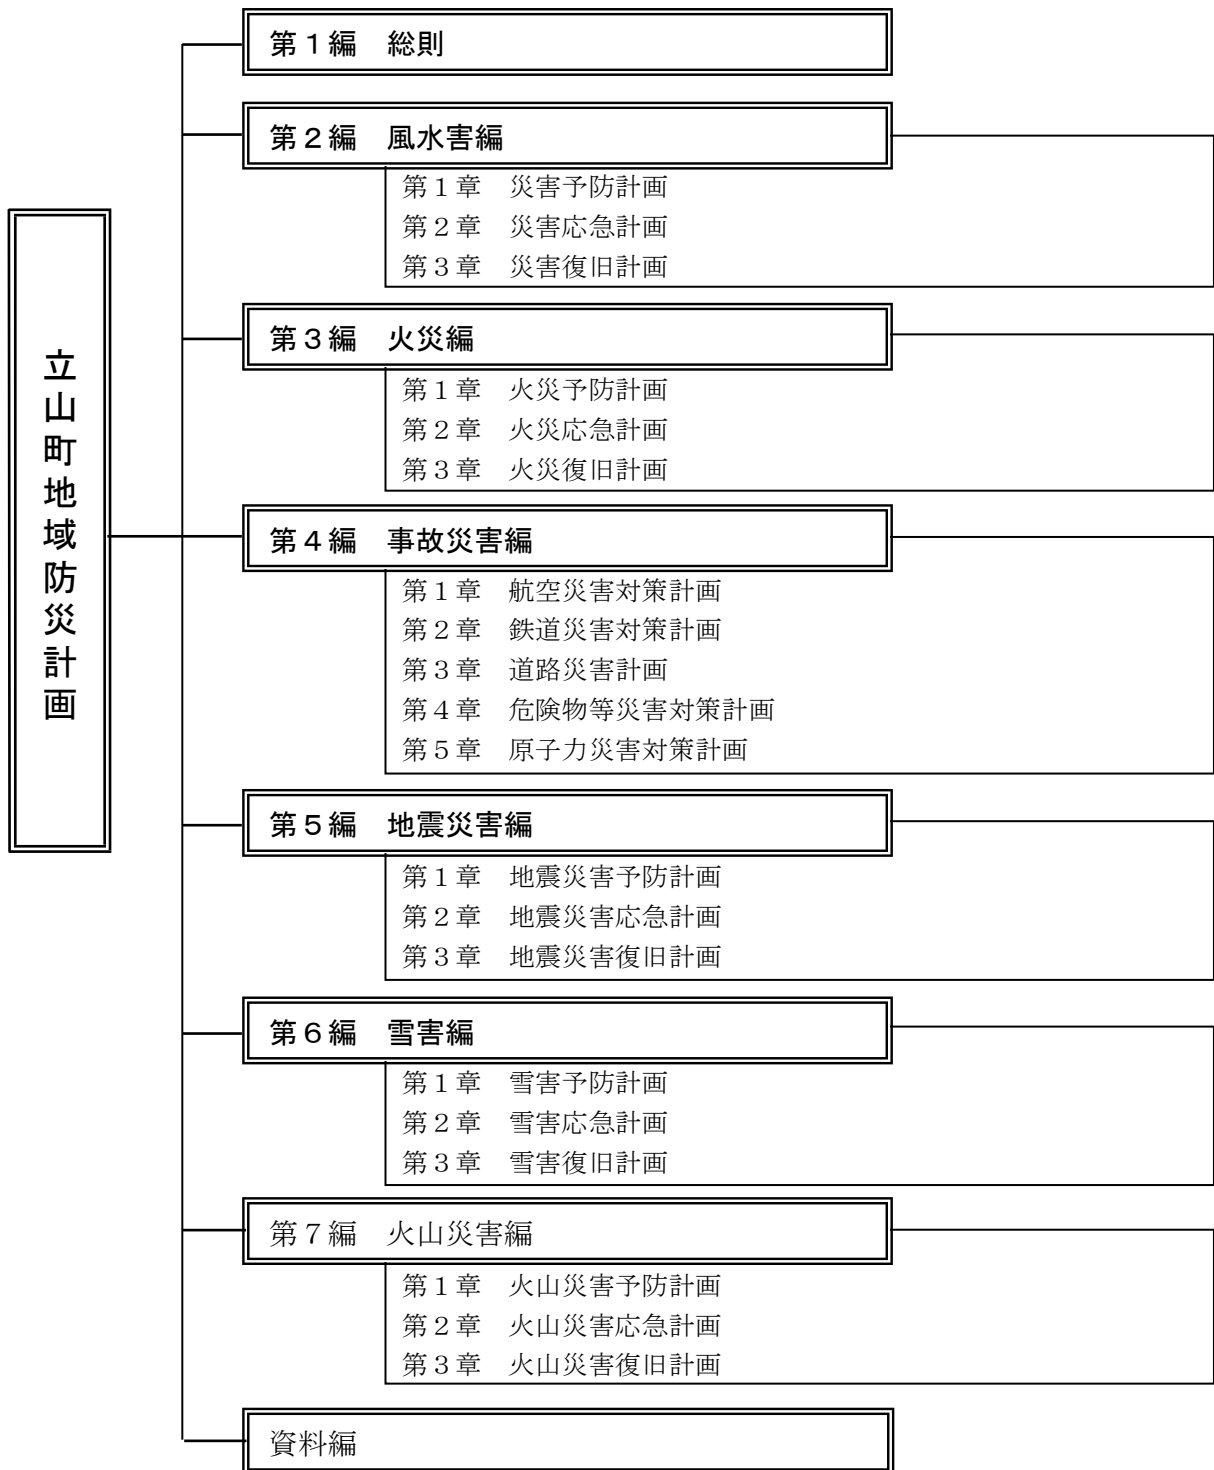 立山町地域防災計画
第１編　総則
第２編　風水害編
第１章　災害予防計画
第２章　災害応急計画
第３章　災害復旧計画
第３編　火災編
第１章　火災予防計画
第２章　火災応急計画
第３章　火災復旧計画
第４編　事故災害編
第１章　航空災害対策計画
第２章　鉄道災害対策計画
第３章　道路災害計画
第４章　危険物等災害対策計画
第５章　原子力災害対策計画
第５編　地震災害編
第１章　地震災害予防計画
第２章　地震災害応急計画
第３章　地震災害復旧計画
第６編　雪害編
第１章　雪害予防計画
第２章　雪害応急計画
第３章　雪害復旧計画
第７編　火山災害編
第１章　火山災害予防計画
第２章　火山災害応急計画
第３章　火山災害復旧計画
資料編